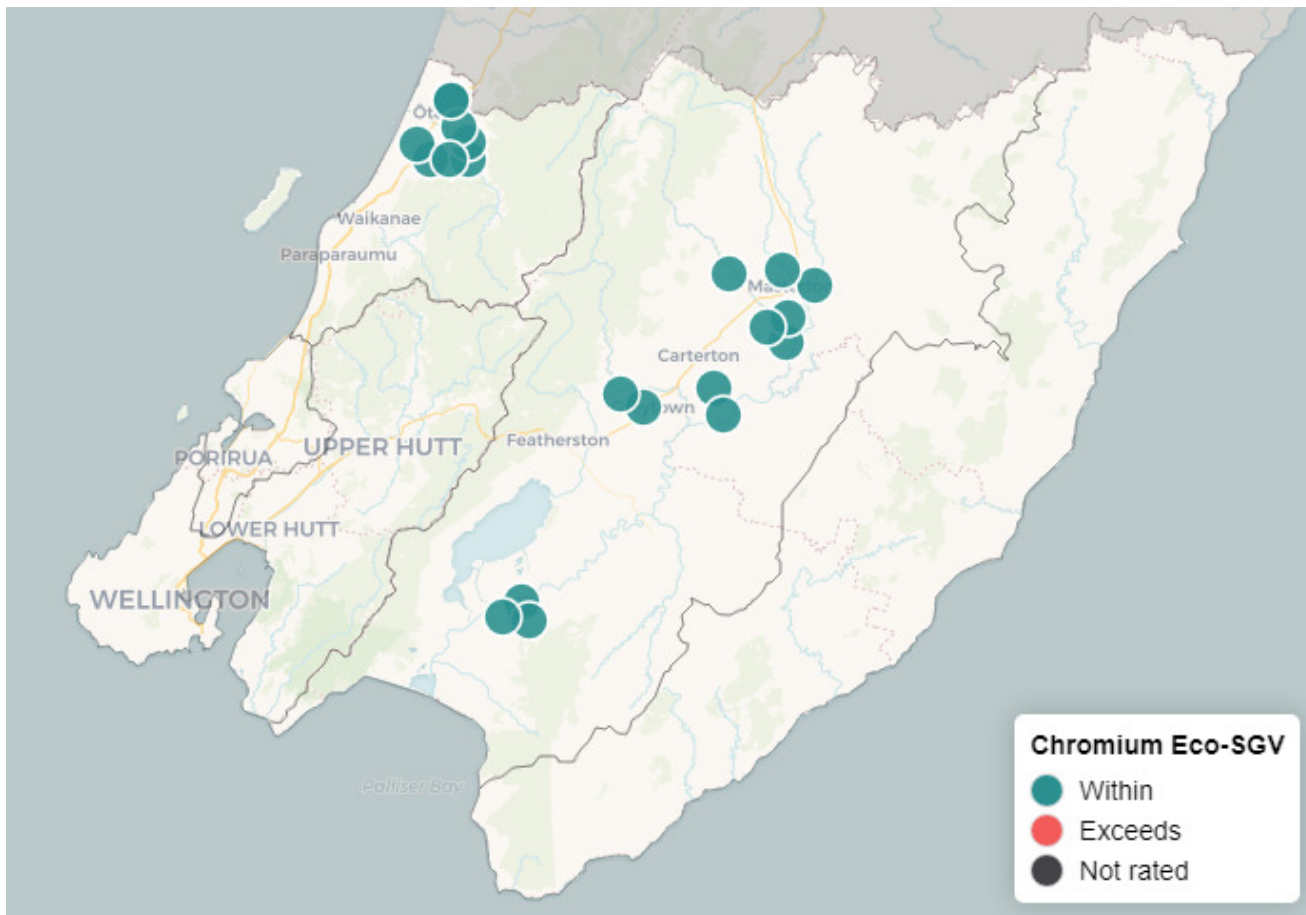 Waikanae
Paraparaumu
Carterton
Featherston
UPPER HUTT
PORIRUA
LOWER HUTT
WELLINGTON
Palliser Bay
Chromium Eco-SGV
Within
Exceeds
Not rated